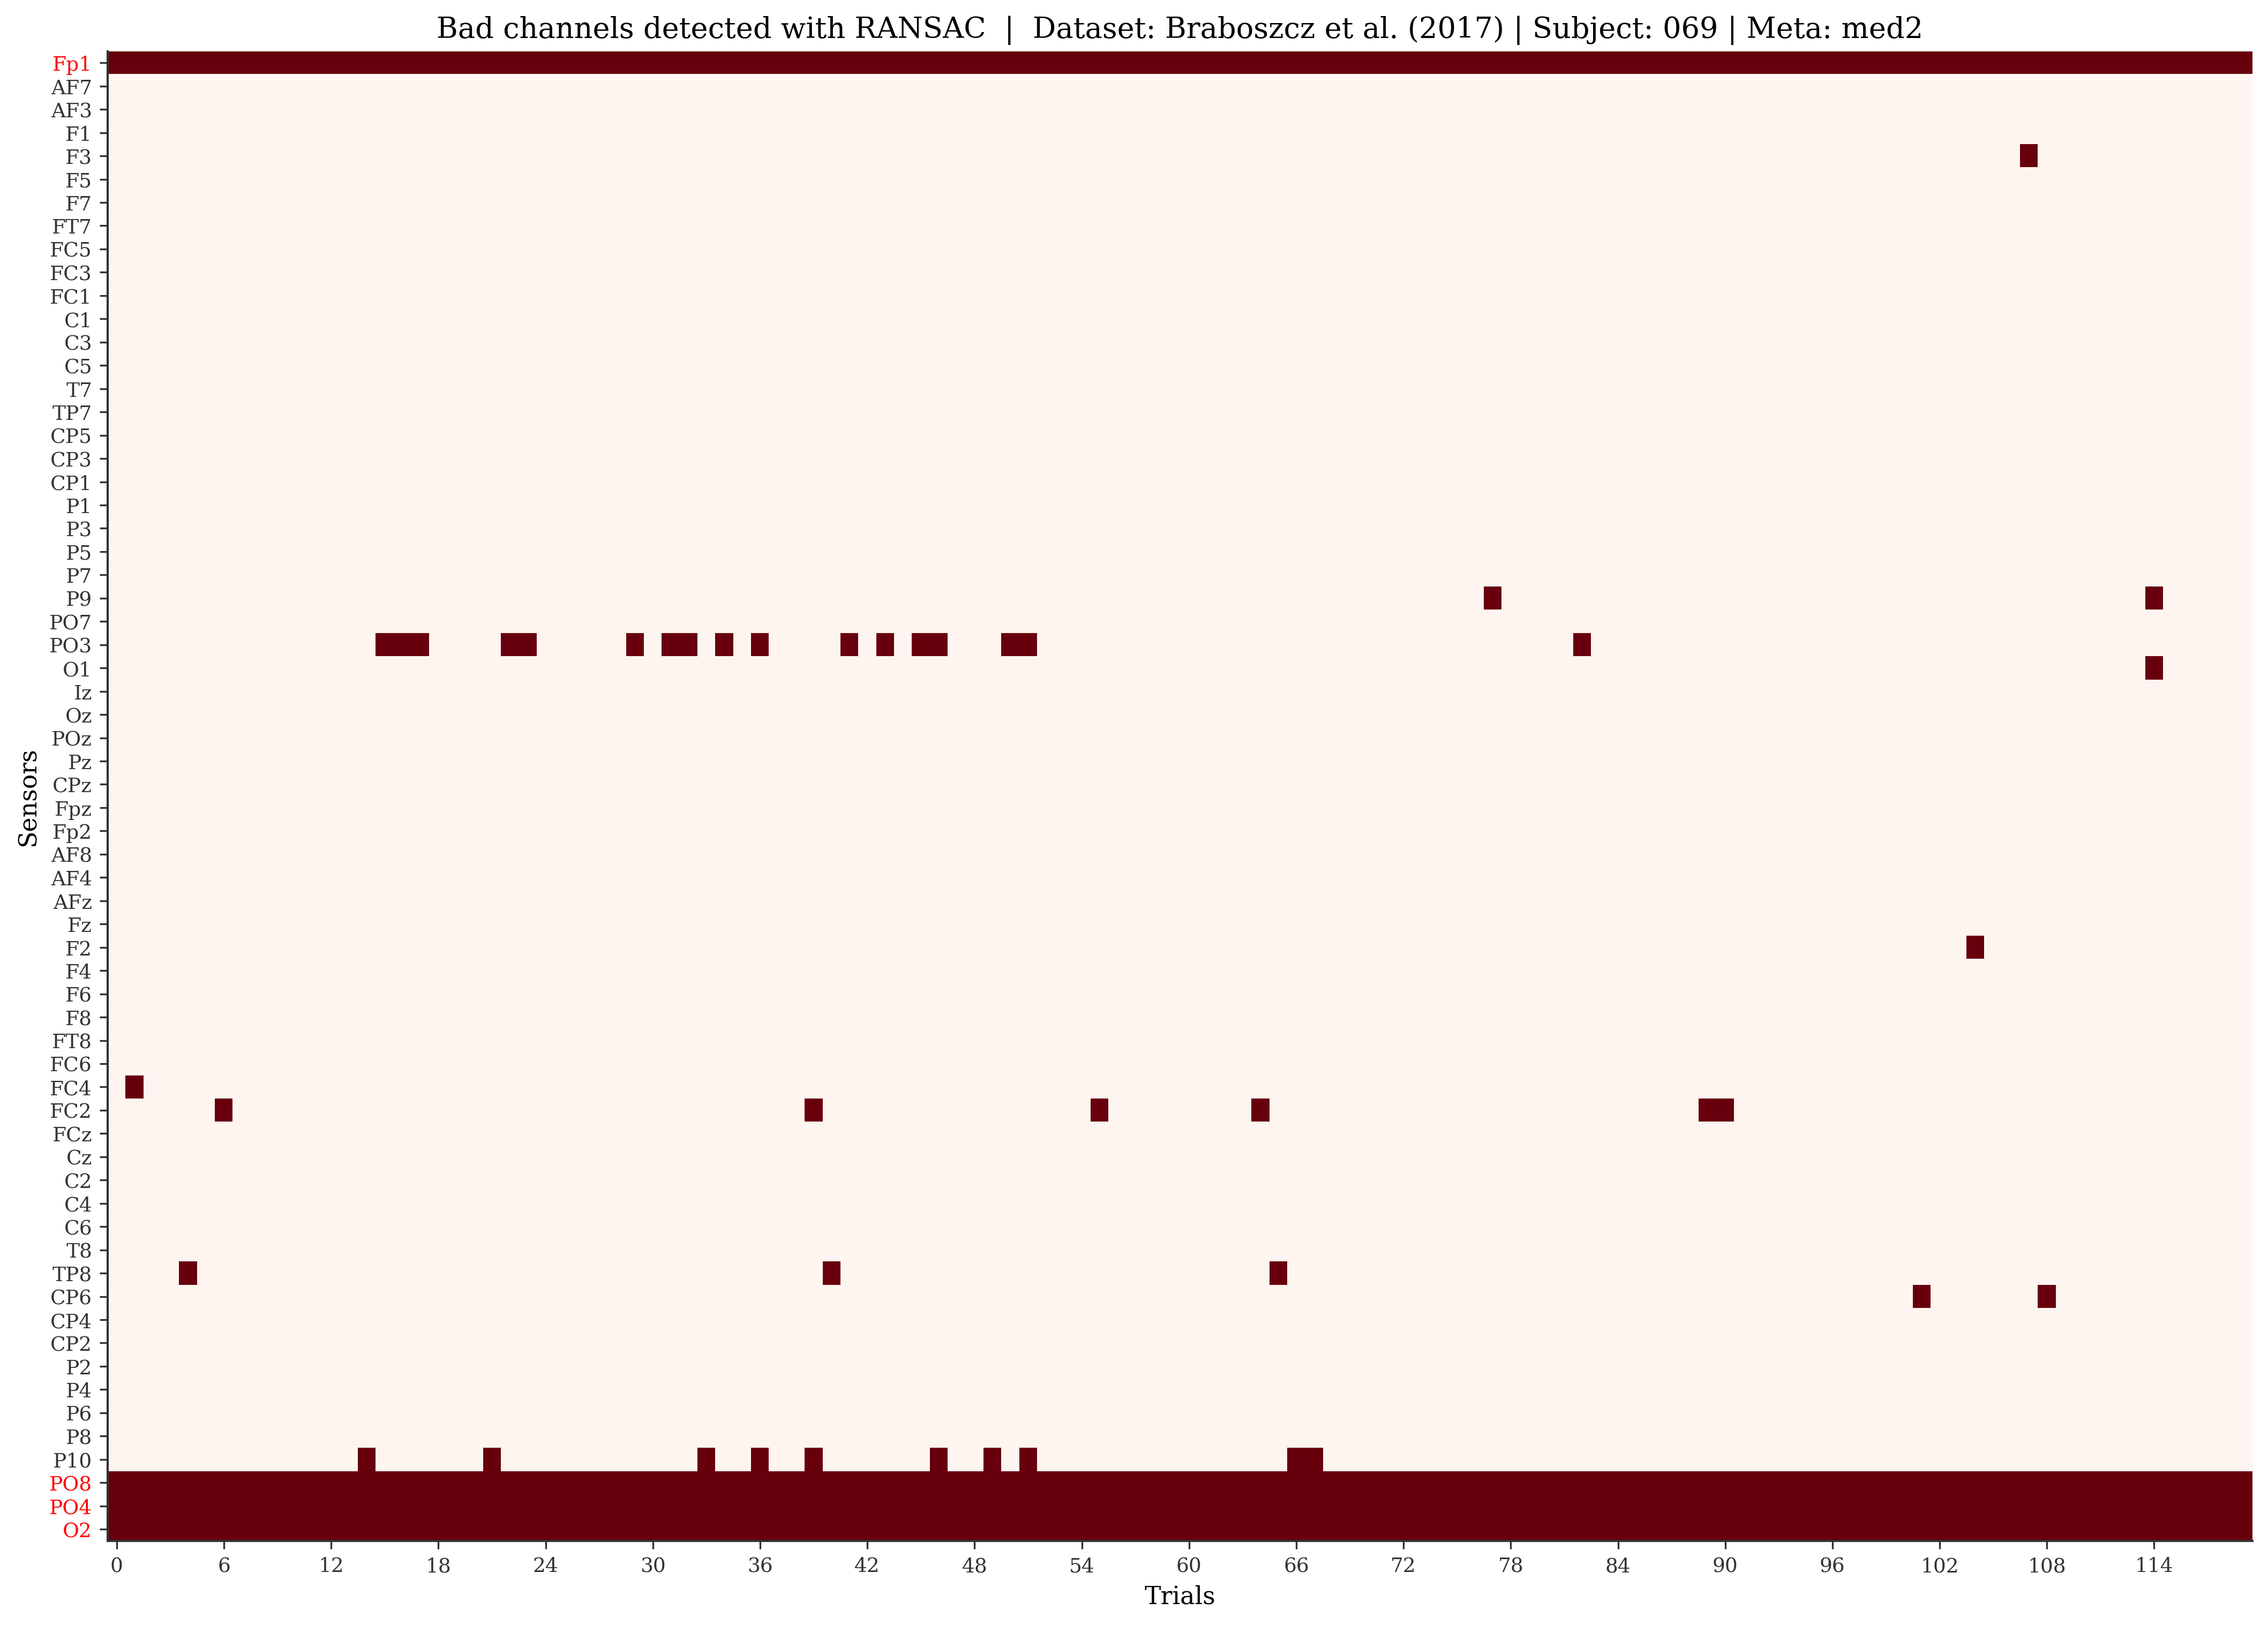 Bad channels detected with RANSAC | Dataset: Braboszcz et al. (2017) | Subject: 069 | Meta: med2
Sensors
Fp1
AF7
AF3
F1
F3
F5
F7
FT7
FC5
FC3
FC1
C1
C3
C5
T7
TP7
CP5
CP3
CP1
P1
P3
P5
P7
P9
PO7
PO3
O1
Iz
Oz
POz
Pz
CPz
Fpz
Fp2
AF8
AF4
AFz
Fz
F2
F4
F6
F8
FT8
FC6
FC4
FC2
FCz
Cz
C2
C4
C6
T8
TP8
CP6
CP4
CP2
P2
P4
P6
P8
P10
PO8
PO4
O2
0 6 12 18 24 30 36 42 48 54 60 66 72 78 84 90 96 102 108 114
Trials